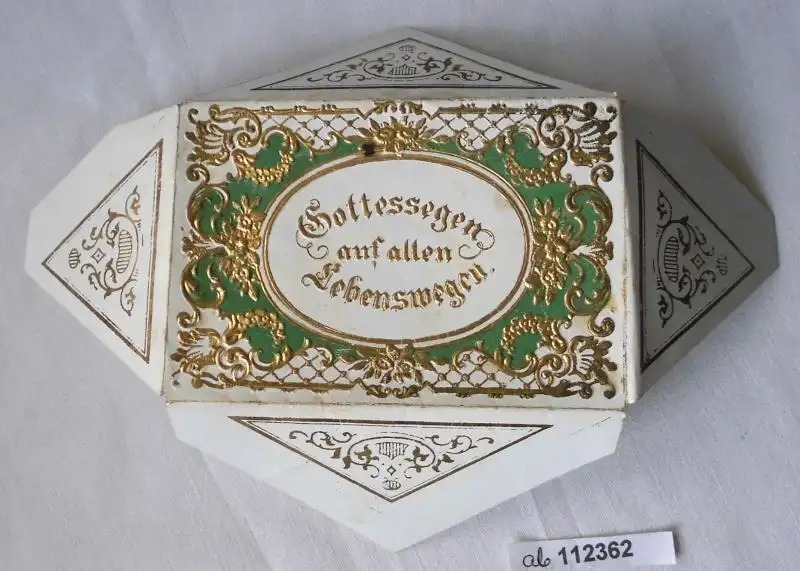 Gottessegen
auf allen
Lebenswegen.
ab 112362